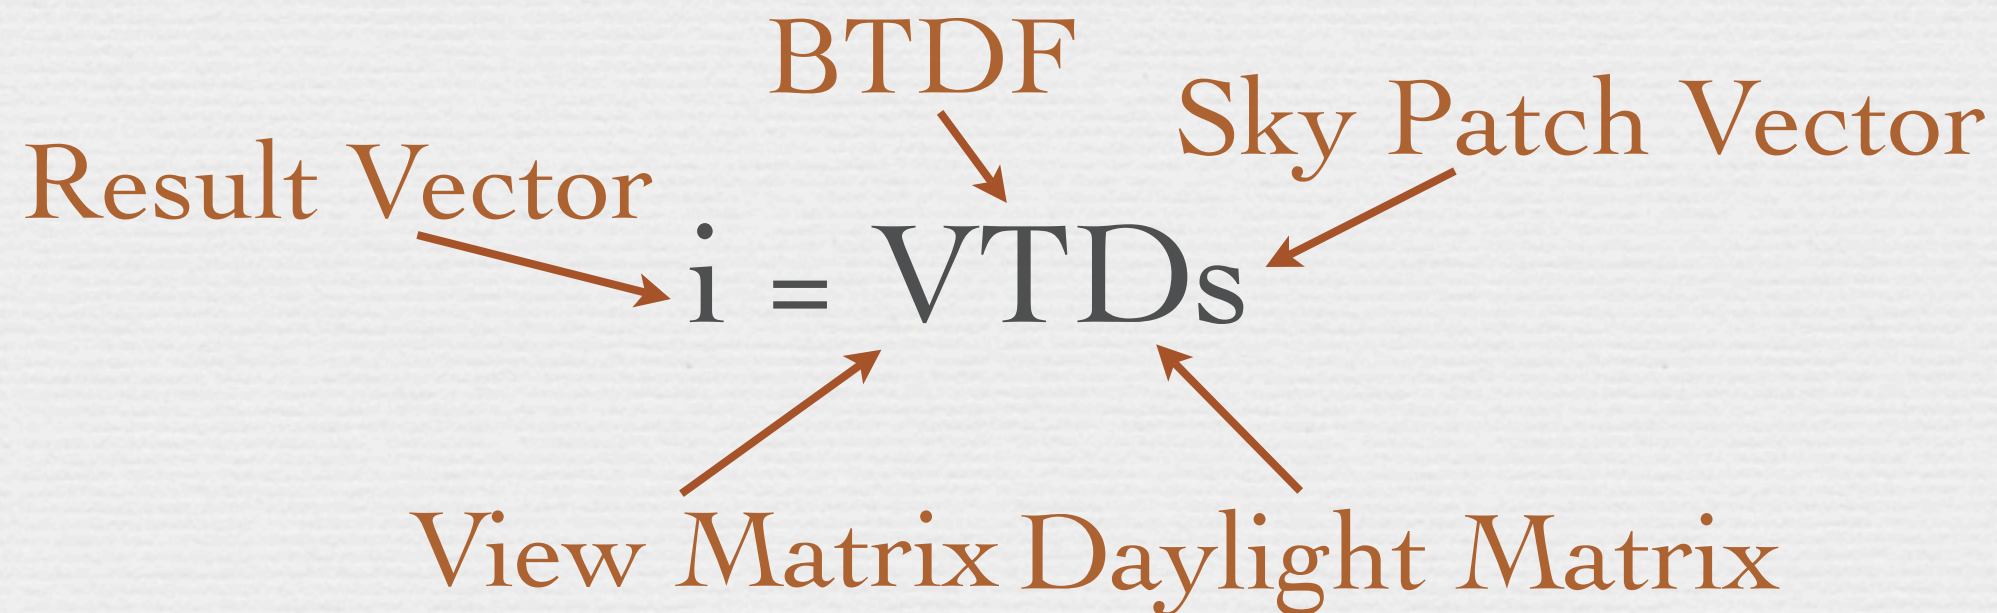 BTDF
Sky Patch Vector
Result Vector
i = VTDs
View Matrix
Daylight Matrix